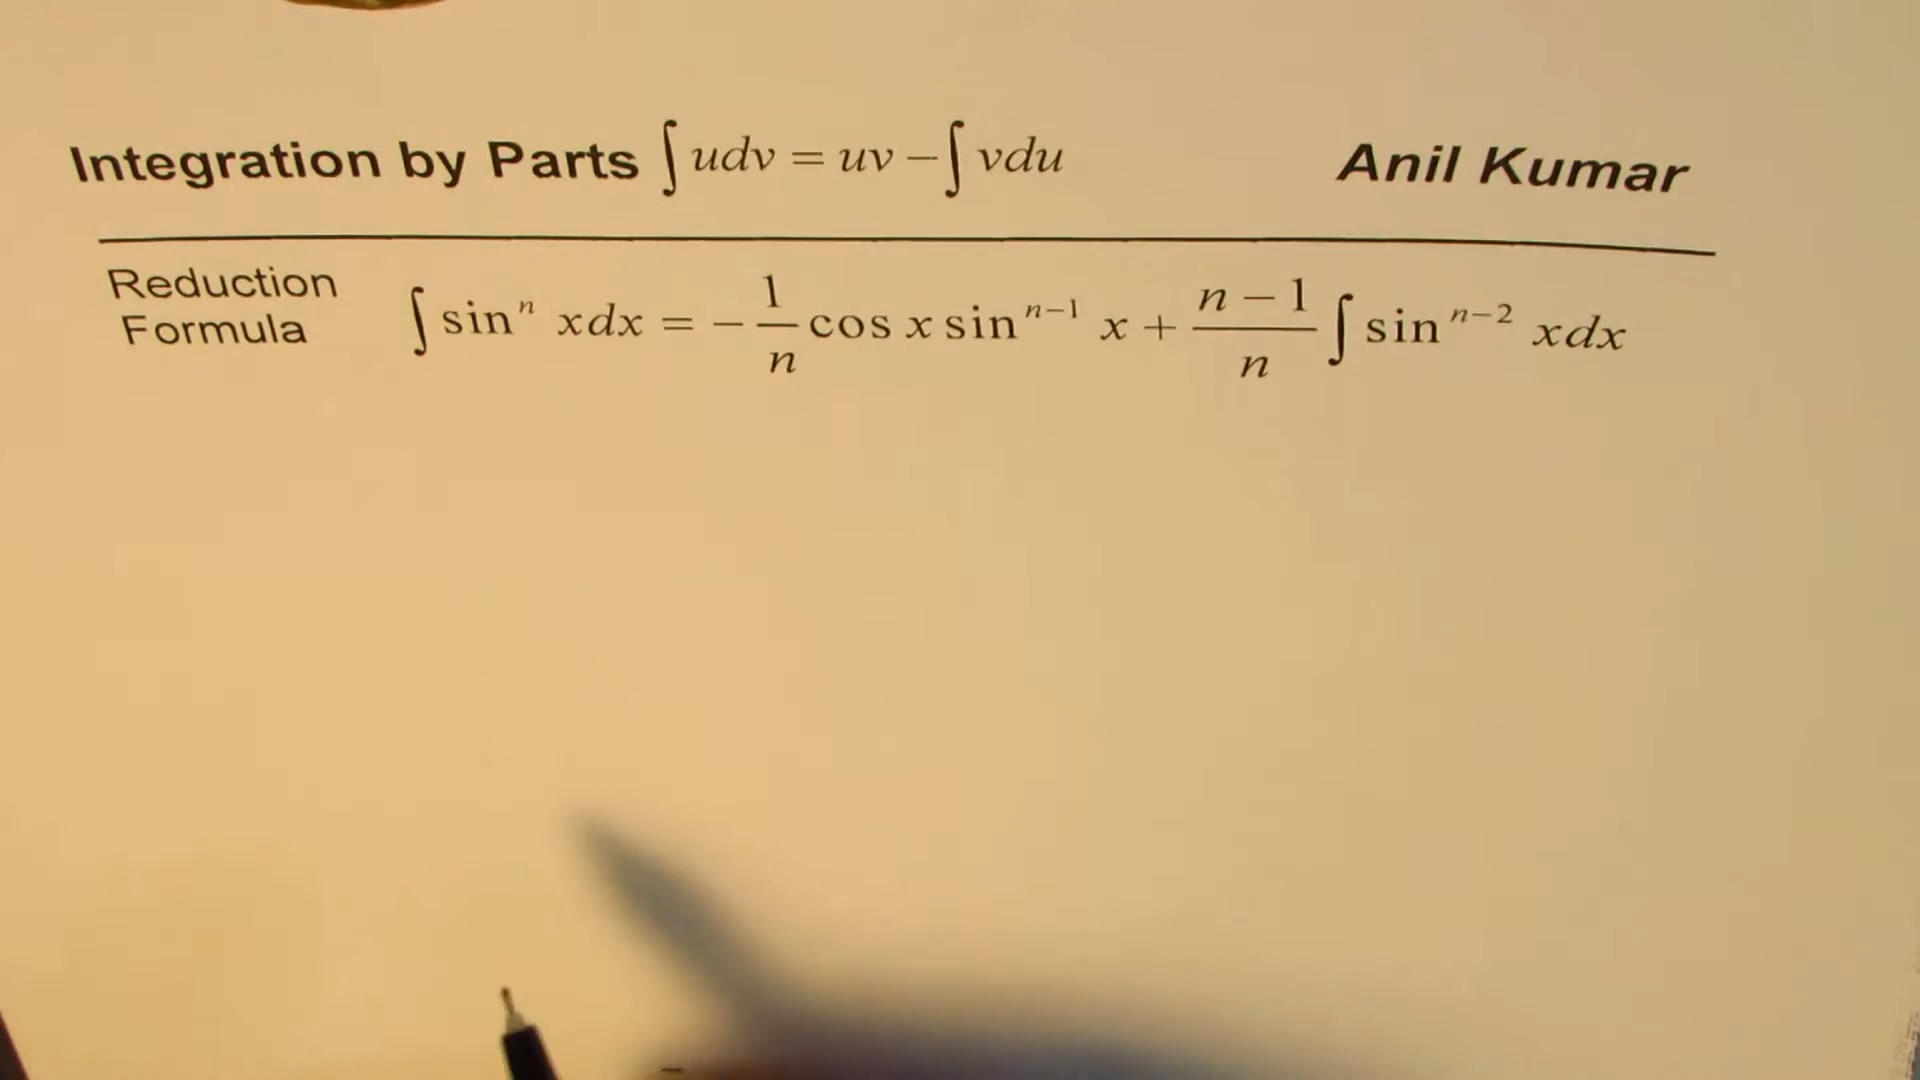 Integration by Parts ∫udv = uv − ∫vdu
Anil Kumar
Reduction
Formula
∫sinⁿ xdx = −1/n cos x sinⁿ⁻¹ x + (n−1)/n ∫sinⁿ⁻² xdx